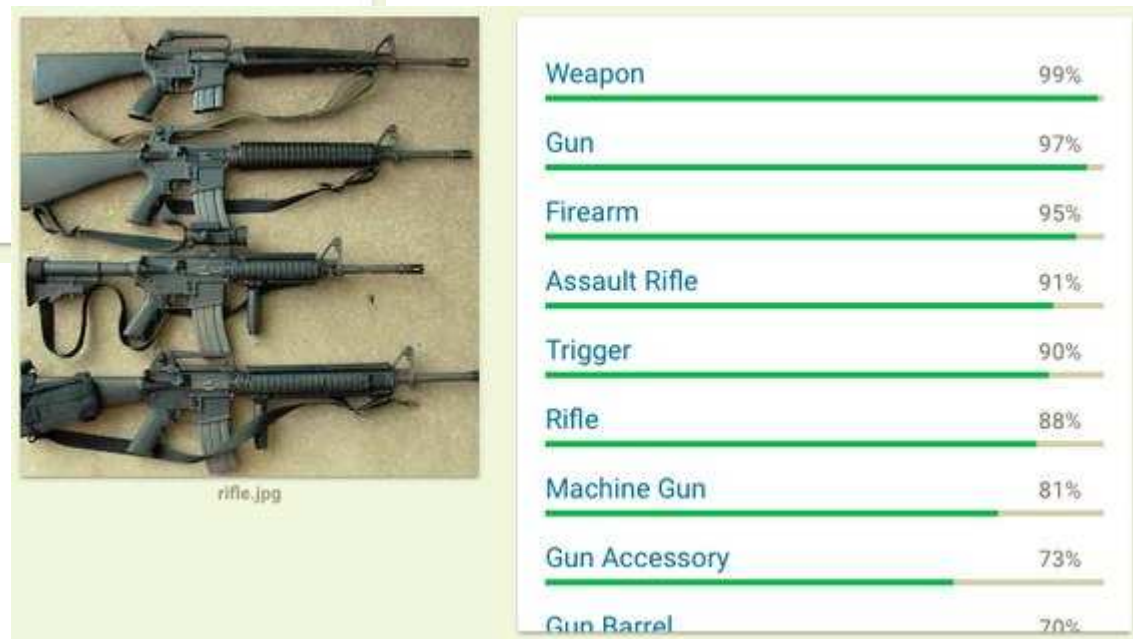 Weapon 99%
Gun 97%
Firearm 95%
Assault Rifle 91%
Trigger 90%
Rifle 88%
Machine Gun 81%
Gun Accessory 73%
Gun Barrel 70%
rifle.jpg